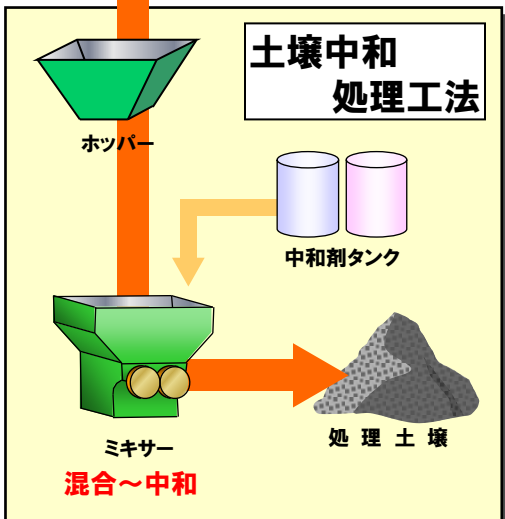 土壌中和
処理工法
ホッパー
中和剤タンク
ミキサー
混合～中和
処理土壌